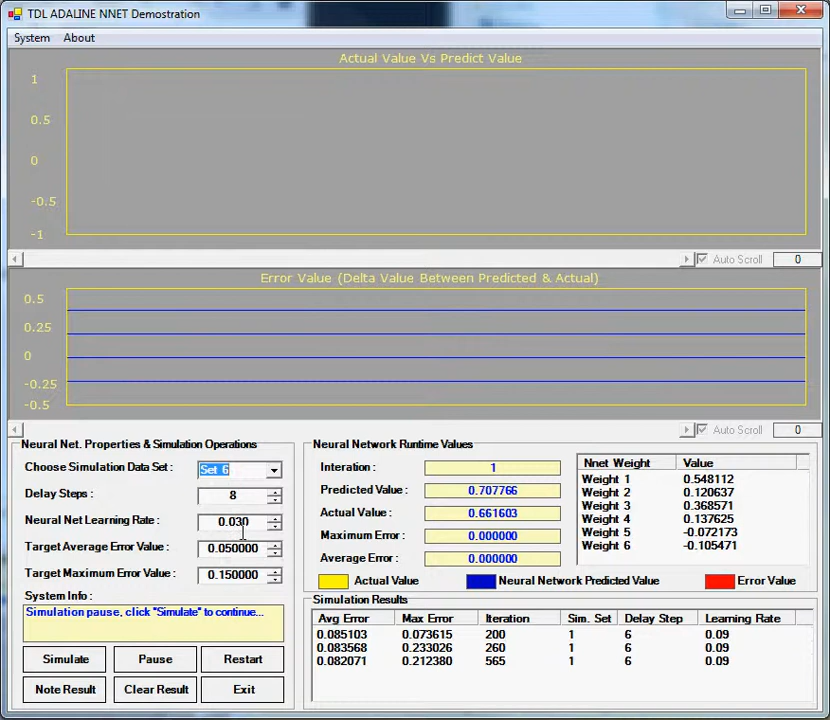 TDL ADALINE NNET Demostration
System About
Actual Value Vs Predict Value
1
0.5
0
-0.5
-1
Auto Scroll 0
Error Value (Delta Value Between Predicted & Actual)
0.5
0.25
0
-0.25
-0.5
Auto Scroll 0
Neural Net. Properties & Simulation Operations
Choose Simulation Data Set : Set 6
Delay Steps : 8
Neural Net Learning Rate : 0.030
Target Average Error Value : 0.050000
Target Maximum Error Value : 0.150000
System Info :
Simulation pause, click "Simulate" to continue...
Simulate Pause Restart
Note Result Clear Result Exit
Neural Network Runtime Values
Interation : 1
Predicted Value : 0.707766
Actual Value : 0.661603
Maximum Error : 0.000000
Average Error : 0.000000
Nnet Weight Value
Weight 1 0.548112
Weight 2 0.120637
Weight 3 0.368571
Weight 4 0.137625
Weight 5 -0.072173
Weight 6 -0.105471
Actual Value Neural Network Predicted Value Error Value
Simulation Results
Avg Error Max Error Iteration Sim. Set Delay Step Learning Rate
0.085103 0.073615 200 1 6 0.09
0.083568 0.233026 260 1 6 0.09
0.082071 0.212380 565 1 6 0.09